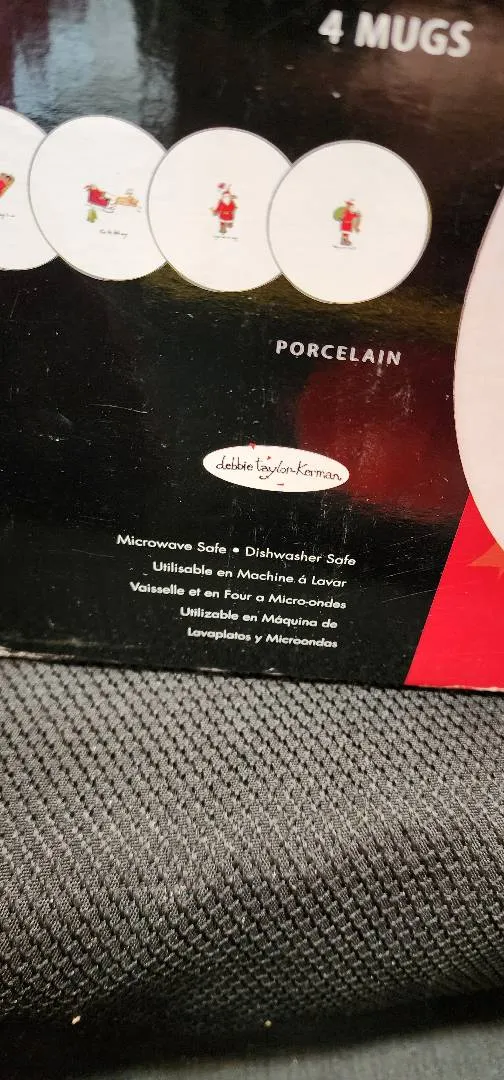 4 MUGS
PORCELAIN
debbie taylor-Kerman
Microwave Safe • Dishwasher Safe
Utilisable en Machine á Lavar
Vaisselle et en Four a Micro-ondes
Utilizable en Máquina de
Lavaplatos y Microondas